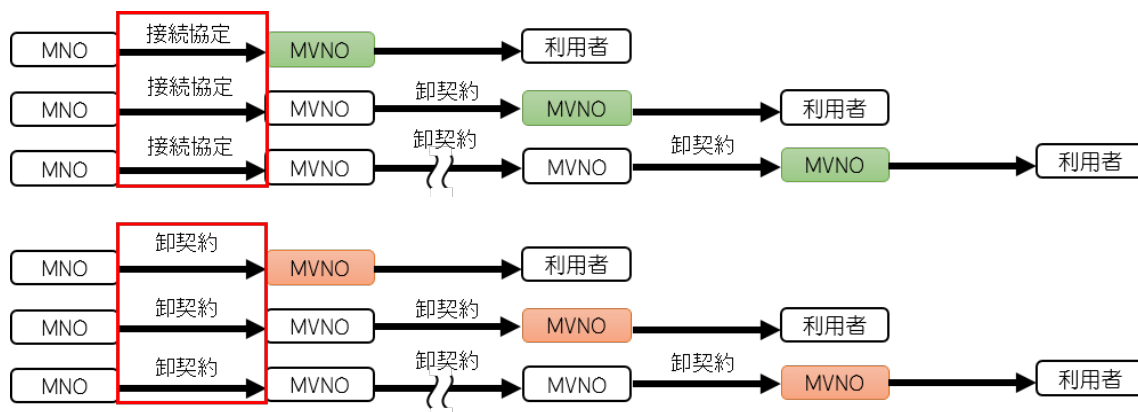 MNO 接続協定 MVNO 利用者
MNO 接続協定 MVNO 卸契約 MVNO 利用者
MNO 接続協定 MVNO 卸契約 MVNO 卸契約 MVNO 利用者
MNO 卸契約 MVNO 利用者
MNO 卸契約 MVNO 卸契約 MVNO 利用者
MNO 卸契約 MVNO 卸契約 MVNO 卸契約 MVNO 利用者